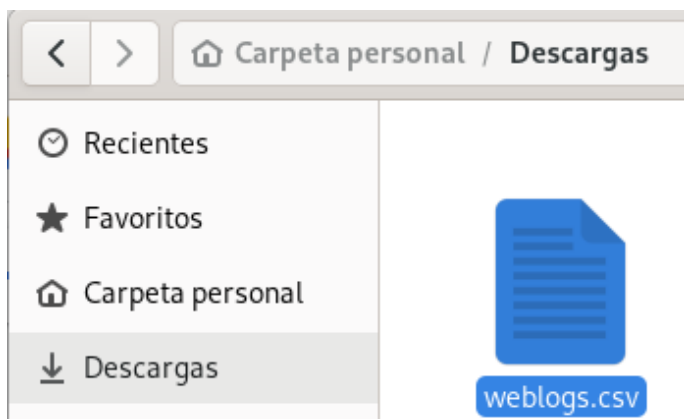 Carpeta personal / Descargas
Recientes
Favoritos
Carpeta personal
Descargas
weblogs.csv